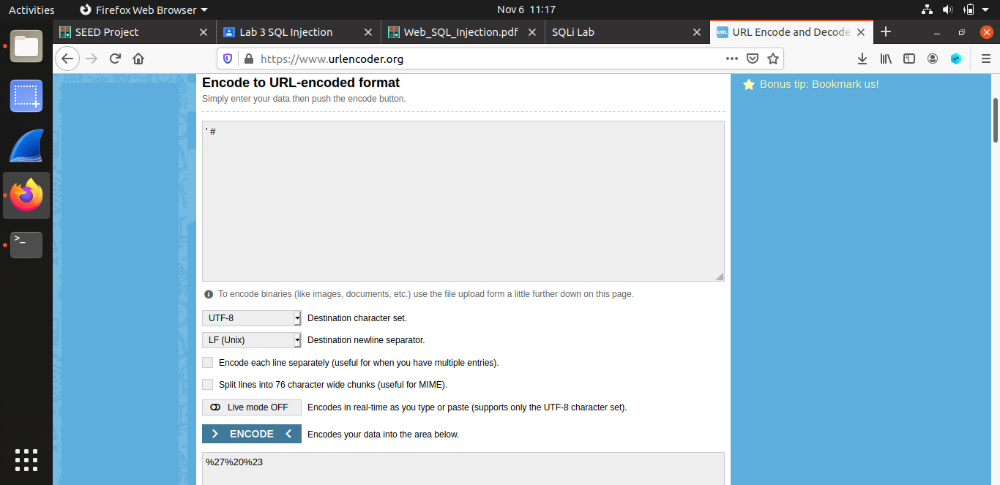 Activities
Firefox Web Browser
Nov 6 11:17
SEED Project
Lab 3 SQL Injection
Web_SQL_Injection.pdf
SQLi Lab
URL URL Encode and Decode
https://www.urlencoder.org
Encode to URL-encoded format
Simply enter your data then push the encode button.
Bonus tip: Bookmark us!
' #
To encode binaries (like images, documents, etc.) use the file upload form a little further down on this page.
UTF-8 Destination character set.
LF (Unix) Destination newline separator.
Encode each line separately (useful for when you have multiple entries).
Split lines into 76 character wide chunks (useful for MIME).
Live mode OFF Encodes in real-time as you type or paste (supports only the UTF-8 character set).
> ENCODE < Encodes your data into the area below.
%27%20%23
>_